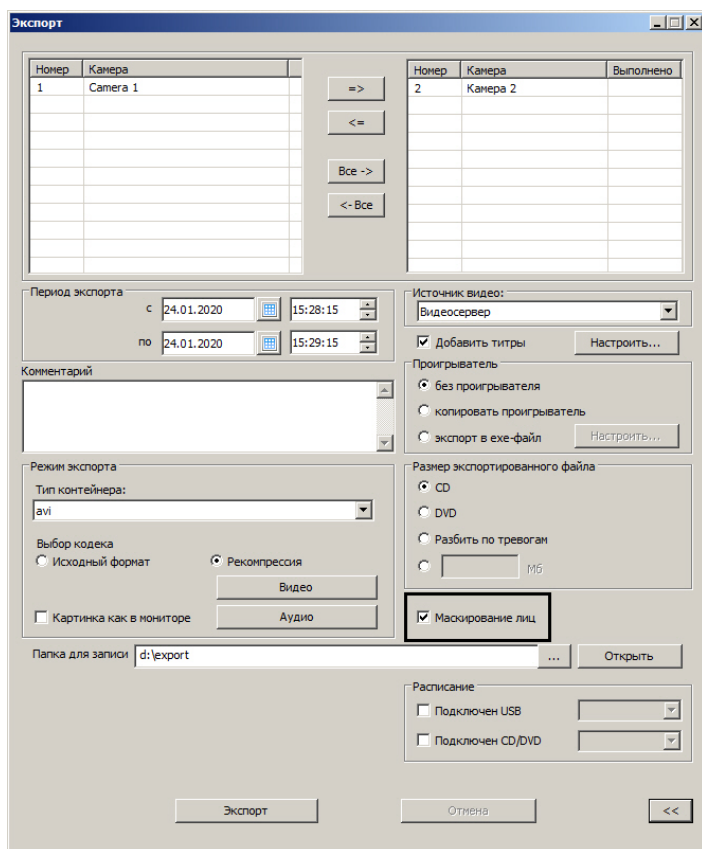 Экспорт
Номер Камера
1 Camera 1
=>
<=
Все ->
<- Все
Номер Камера Выполнено
2 Камера 2
Период экспорта
с 24.01.2020 15:28:15
по 24.01.2020 15:29:15
Источник видео:
Видеосервер
Добавить титры Настроить...
Комментарий
Проигрыватель
без проигрывателя
копировать проигрыватель
экспорт в exe-файл Настроить...
Режим экспорта
Тип контейнера:
avi
Выбор кодека
Исходный формат Рекомпрессия
Видео
Картинка как в мониторе Аудио
Размер экспортированного файла
CD
DVD
Разбить по тревогам
Мб
Маскирование лиц
Папка для записи d:\export ... Открыть
Расписание
Подключен USB
Подключен CD/DVD
Экспорт Отмена <<